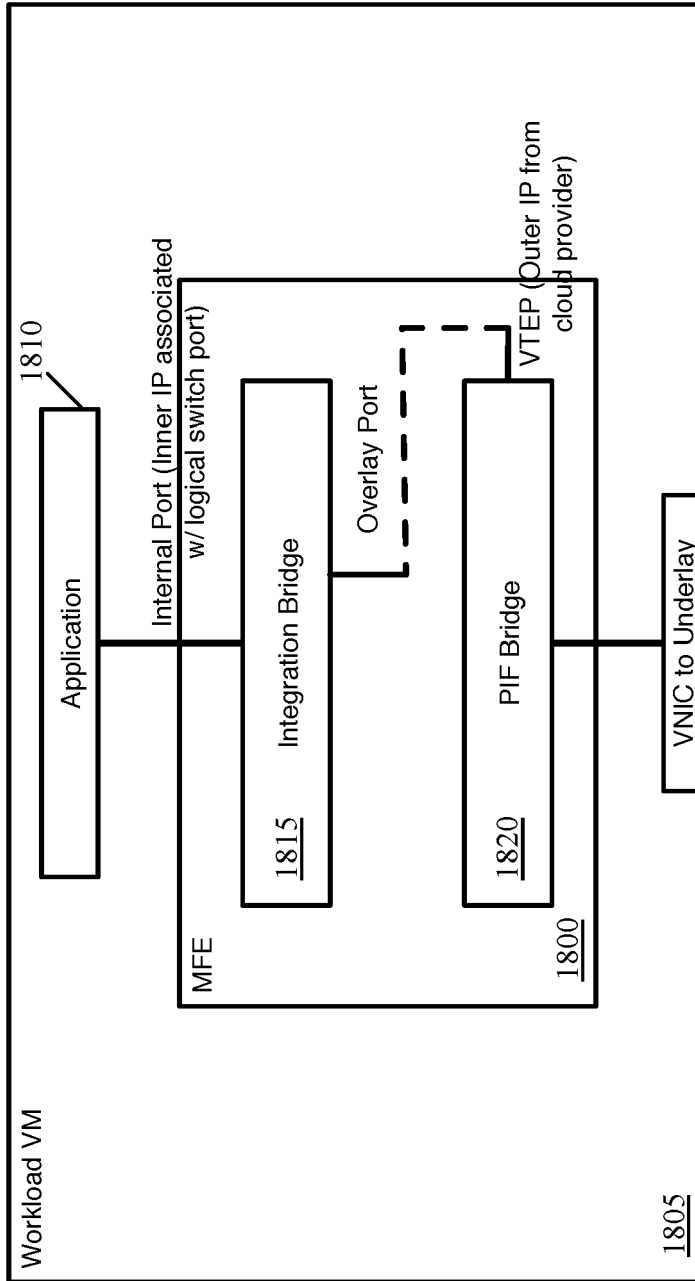 Workload VM
1810
Application
Internal Port (Inner IP associated
w/ logical switch port)
MFE
1815
Integration Bridge
Overlay Port
1820
PIF Bridge
VTEP (Outer IP from
cloud provider)
1800
VNIC to Underlay
1805